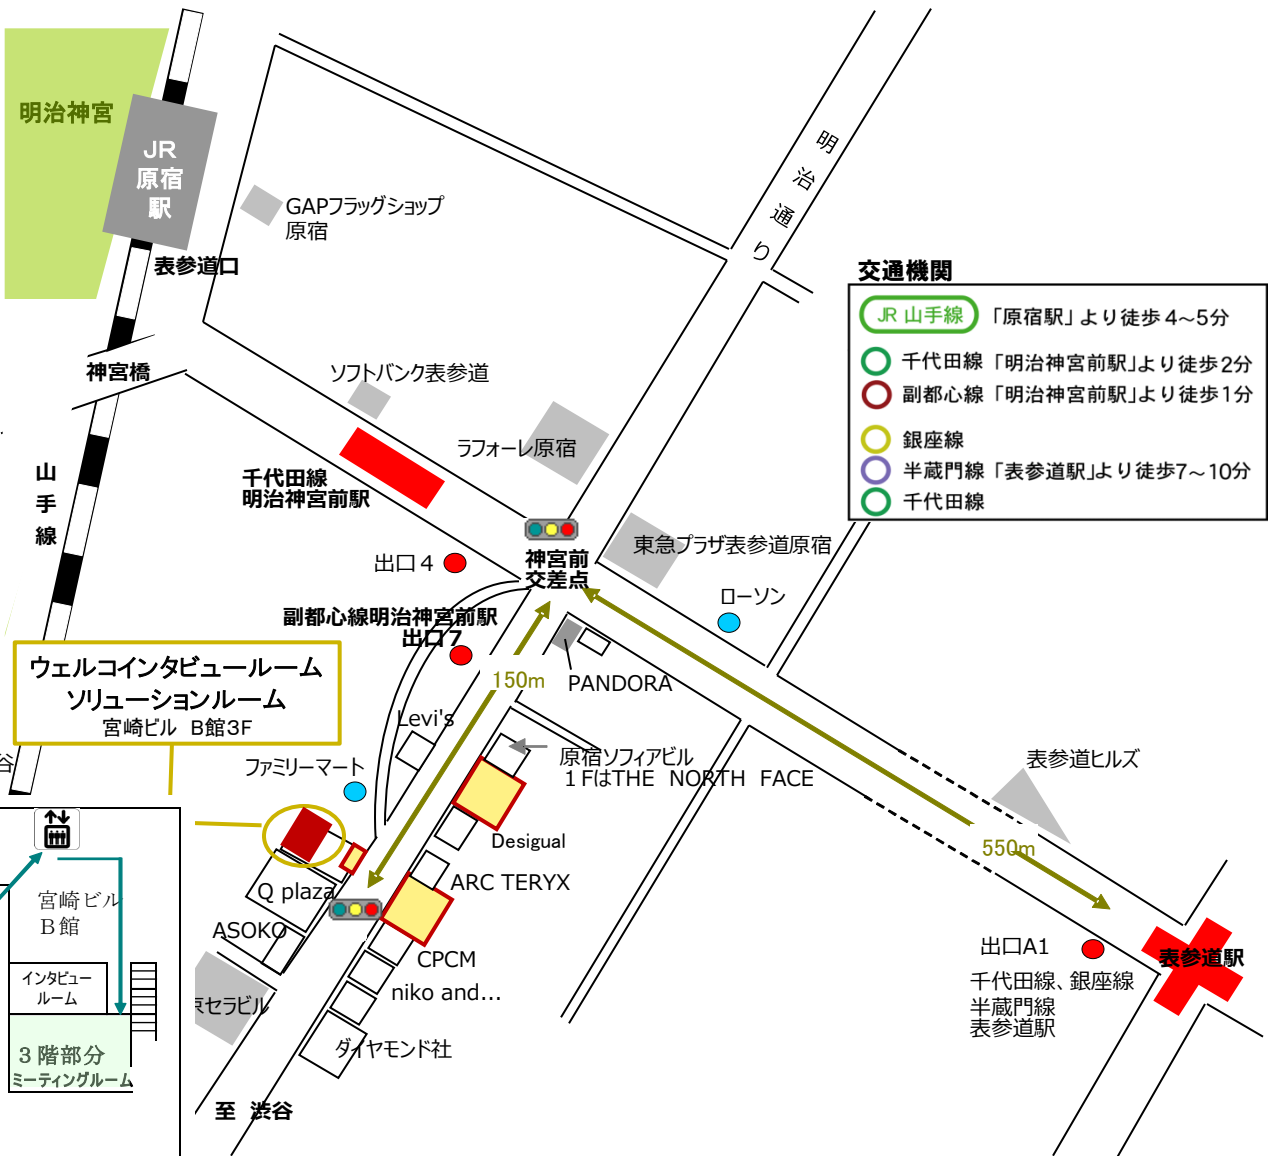 明治神宮
JR
原宿
駅
表参道口
GAPフラッグショップ
原宿
明治通り
交通機関
JR 山手線 「原宿駅」より徒歩4～5分
千代田線「明治神宮前駅」より徒歩2分
副都心線「明治神宮前駅」より徒歩1分
銀座線
半蔵門線「表参道駅」より徒歩7～10分
千代田線
神宮橋
ソフトバンク表参道
ラフォーレ原宿
山手線
千代田線
明治神宮前駅
神宮前
交差点
東急プラザ表参道原宿
出口4
ローソン
副都心線明治神宮前駅
出口7
ウェルコインタビュールーム
ソリューションルーム
宮崎ビル B館3F
150m
PANDORA
Levi's
谷
ファミリーマート
原宿ソフィアビル
1FはTHE NORTH FACE
表参道ヒルズ
Desigual
550m
宮崎ビル
B館
Q plaza
ARC TERYX
ASOKO
CPCM
niko and...
出口A1
千代田線、銀座線
半蔵門線
表参道駅
表参道駅
インタビュー
ルーム
京セラビル
3階部分
ミーティングルーム
ダイヤモンド社
至 渋谷